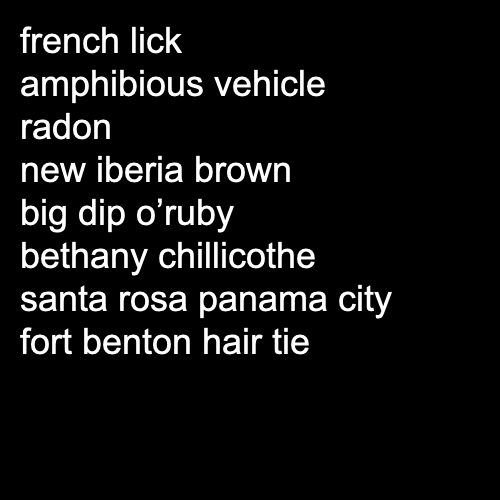 french lick
amphibious vehicle
radon
new iberia brown
big dip o’ruby
bethany chillicothe
santa rosa panama city
fort benton hair tie